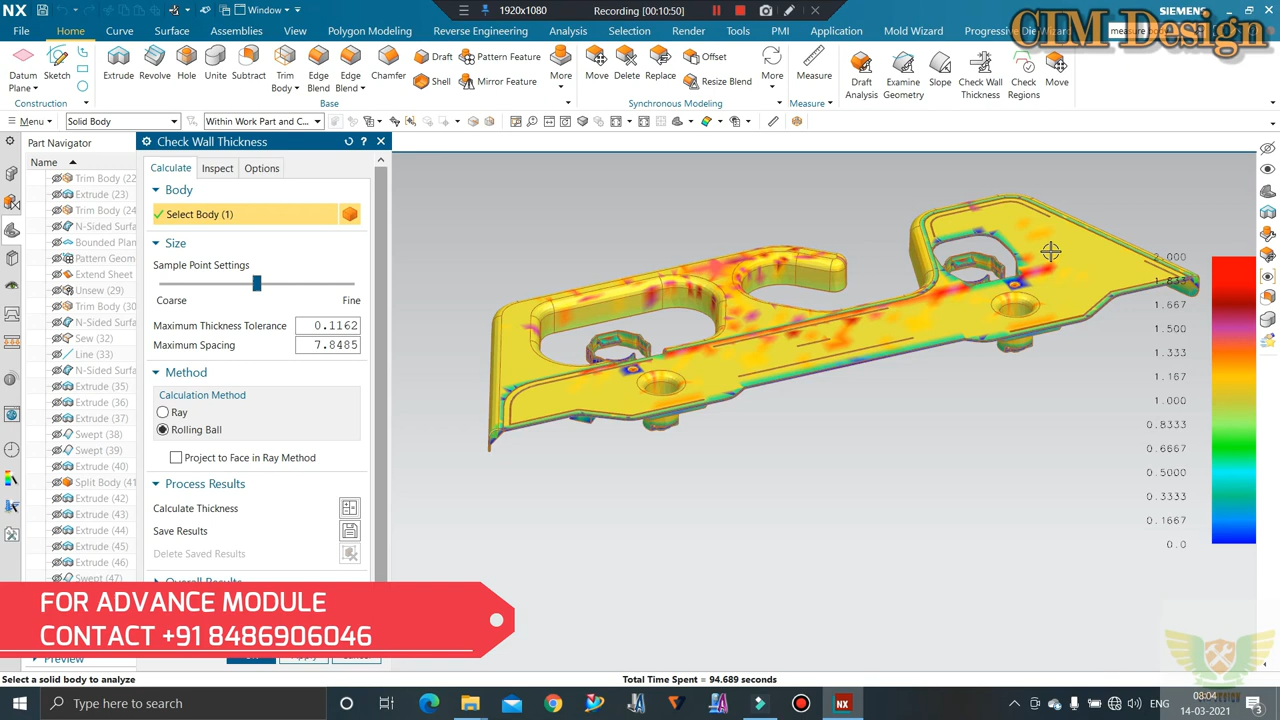 NX
Window
1920x1080
Recording [00:10:50]
SIEMENS
CIM Design
File
Home
Curve
Surface
Assemblies
View
Polygon Modeling
Reverse Engineering
Analysis
Selection
Render
Tools
PMI
Application
Mold Wizard
Progressive Die Wizard
Datum Plane
Sketch
Extrude
Revolve
Hole
Unite
Subtract
Trim Body
Edge Blend
Edge Blend
Chamfer
Draft
Shell
Pattern Feature
Mirror Feature
More
Move
Delete
Replace
Offset
Resize Blend
More
Measure
Draft Analysis
Examine Geometry
Slope
Check Wall Thickness
Check Regions
Move
Construction
Base
Synchronous Modeling
Measure
Menu
Solid Body
Within Work Part and C...
Part Navigator
Name
Trim Body (22
Extrude (23)
Trim Body (24
N-Sided Surfa
Bounded Plan
Pattern Geome
Extend Sheet
Unsew (29)
Trim Body (30
N-Sided Surfa
Sew (32)
Line (33)
N-Sided Surfa
Extrude (35)
Extrude (36)
Extrude (37)
Swept (38)
Swept (39)
Extrude (40)
Split Body (41
Extrude (42)
Extrude (43)
Extrude (44)
Extrude (45)
Extrude (46)
Swept (47)
Check Wall Thickness
Calculate
Inspect
Options
Body
Select Body (1)
Size
Sample Point Settings
Coarse
Fine
Maximum Thickness Tolerance
0.1162
Maximum Spacing
7.8485
Method
Calculation Method
Ray
Rolling Ball
Project to Face in Ray Method
Process Results
Calculate Thickness
Save Results
Delete Saved Results
Overall Results
Preview
2.000
1.833
1.667
1.500
1.333
1.167
1.000
0.8333
0.6667
0.5000
0.3333
0.1667
0.0
FOR ADVANCE MODULE
CONTACT +91 8486906046
Select a solid body to analyze
Total Time Spent = 94.689 seconds
Type here to search
ENG
08:04
14-03-2021